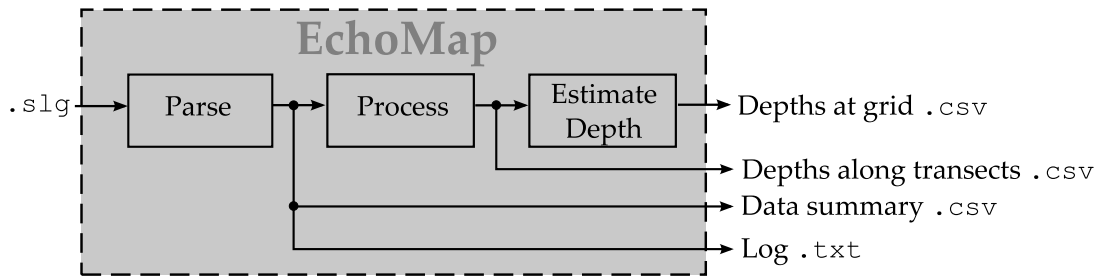 EchoMap
.slg
Parse
Process
Estimate
Depth
Depths at grid .csv
Depths along transects .csv
Data summary .csv
Log .txt